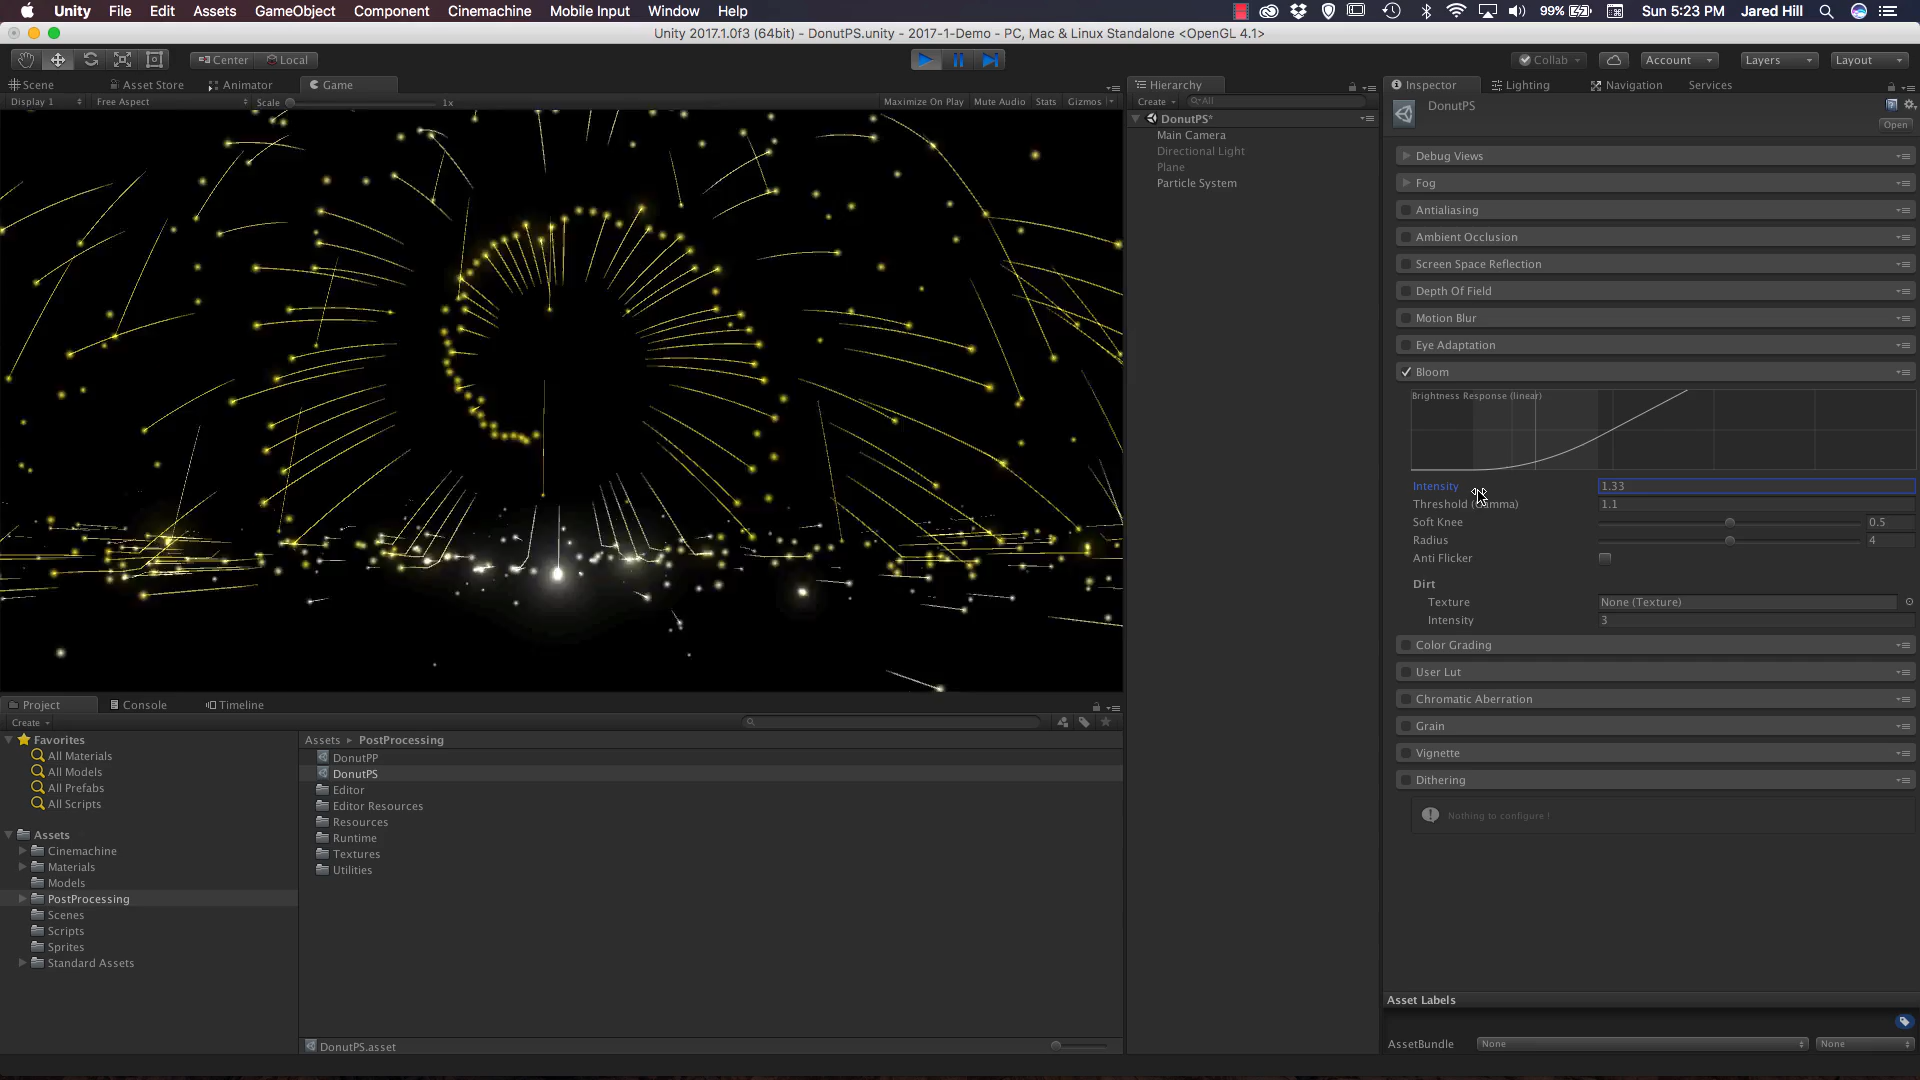 Unity File Edit Assets GameObject Component Cinemachine Mobile Input Window Help 99% Sun 5:23 PM Jared Hill
Unity 2017.1.0f3 (64bit) - DonutPS.unity - 2017-1-Demo - PC, Mac & Linux Standalone <OpenGL 4.1>
Center Local Collab Account Layers Layout
Scene Asset Store Animator Game
Display 1 Free Aspect Scale 1x Maximize On Play Mute Audio Stats Gizmos
Hierarchy
Create All
DonutPS*
Main Camera
Directional Light
Plane
Particle System
Inspector Lighting Navigation Services
DonutPS
Open
Debug Views
Fog
Antialiasing
Ambient Occlusion
Screen Space Reflection
Depth Of Field
Motion Blur
Eye Adaptation
Bloom
Brightness Response (linear)
Intensity 1.33
Threshold (Gamma) 1.1
Soft Knee 0.5
Radius 4
Anti Flicker
Dirt
Texture None (Texture)
Intensity 3
Color Grading
User Lut
Chromatic Aberration
Grain
Vignette
Dithering
Nothing to configure !
Asset Labels
AssetBundle None None
Project Console Timeline
Create
Favorites
All Materials
All Models
All Prefabs
All Scripts
Assets
Cinemachine
Materials
Models
PostProcessing
Scenes
Scripts
Sprites
Standard Assets
Assets PostProcessing
DonutPP
DonutPS
Editor
Editor Resources
Resources
Runtime
Textures
Utilities
DonutPS.asset